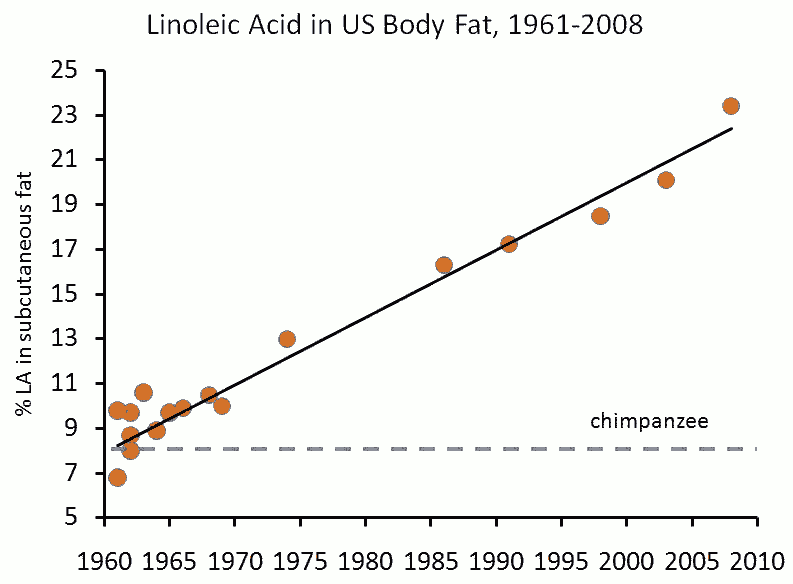 Linoleic Acid in US Body Fat, 1961-2008
% LA in subcutaneous fat
25
23
21
19
17
15
13
11
9
7
5
chimpanzee
1960 1965 1970 1975 1980 1985 1990 1995 2000 2005 2010